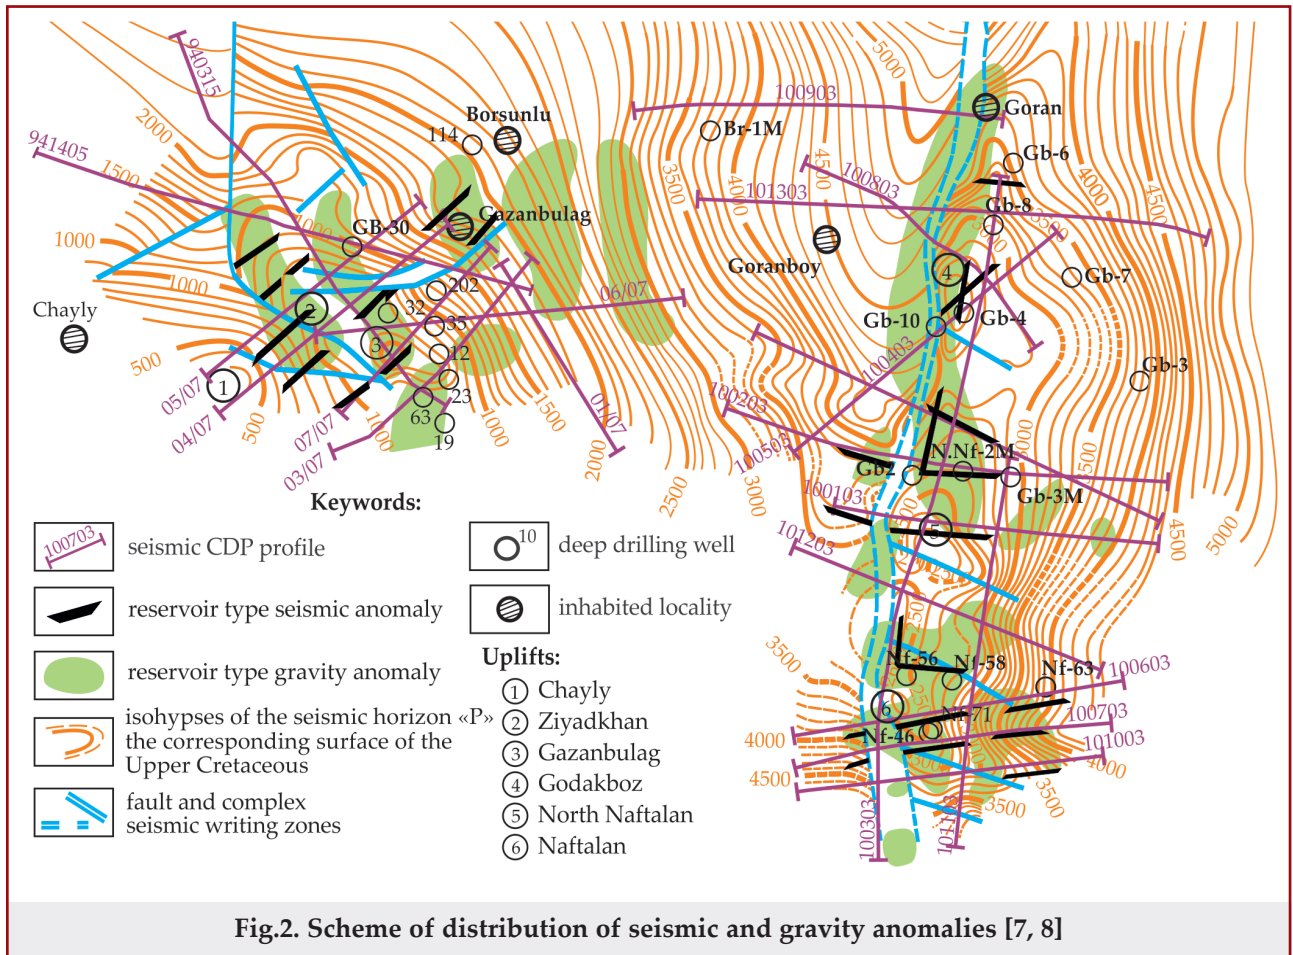 940315
2000
941405
1500
1000
1000
Chayly
500
114
Borsunlu
Gazanbulag
1000
GB-30
202
32
35
12
23
63
19
2
3
1
05/07
04/07
07/07
03/07
500
1000
1000
1500
2000
01/07
06/07
2500
3000
3500
4000
4500
5000
100903
Br-1M
101303
100803
Goranboy
Goran
Gb-6
Gb-8
3500
4000
4500
4
Gb-7
Gb-10
Gb-4
100403
Gb-3
100203
100503
Gb2
N.Nf-2M
Gb-3M
100103
101203
5
4500
5000
2500
3500
Nf-56
Nf-58
Nf-63
100603
6
Nf-71
100703
Nf-46
101003
4000
4500
4000
3500
3500
100303
Keywords:
100703
seismic CDP profile
reservoir type seismic anomaly
reservoir type gravity anomaly
isohypses of the seismic horizon «P»
the corresponding surface of the
Upper Cretaceous
fault and complex
seismic writing zones
10
deep drilling well
inhabited locality
Uplifts:
1 Chayly
2 Ziyadkhan
3 Gazanbulag
4 Godakboz
5 North Naftalan
6 Naftalan
Fig.2. Scheme of distribution of seismic and gravity anomalies [7, 8]